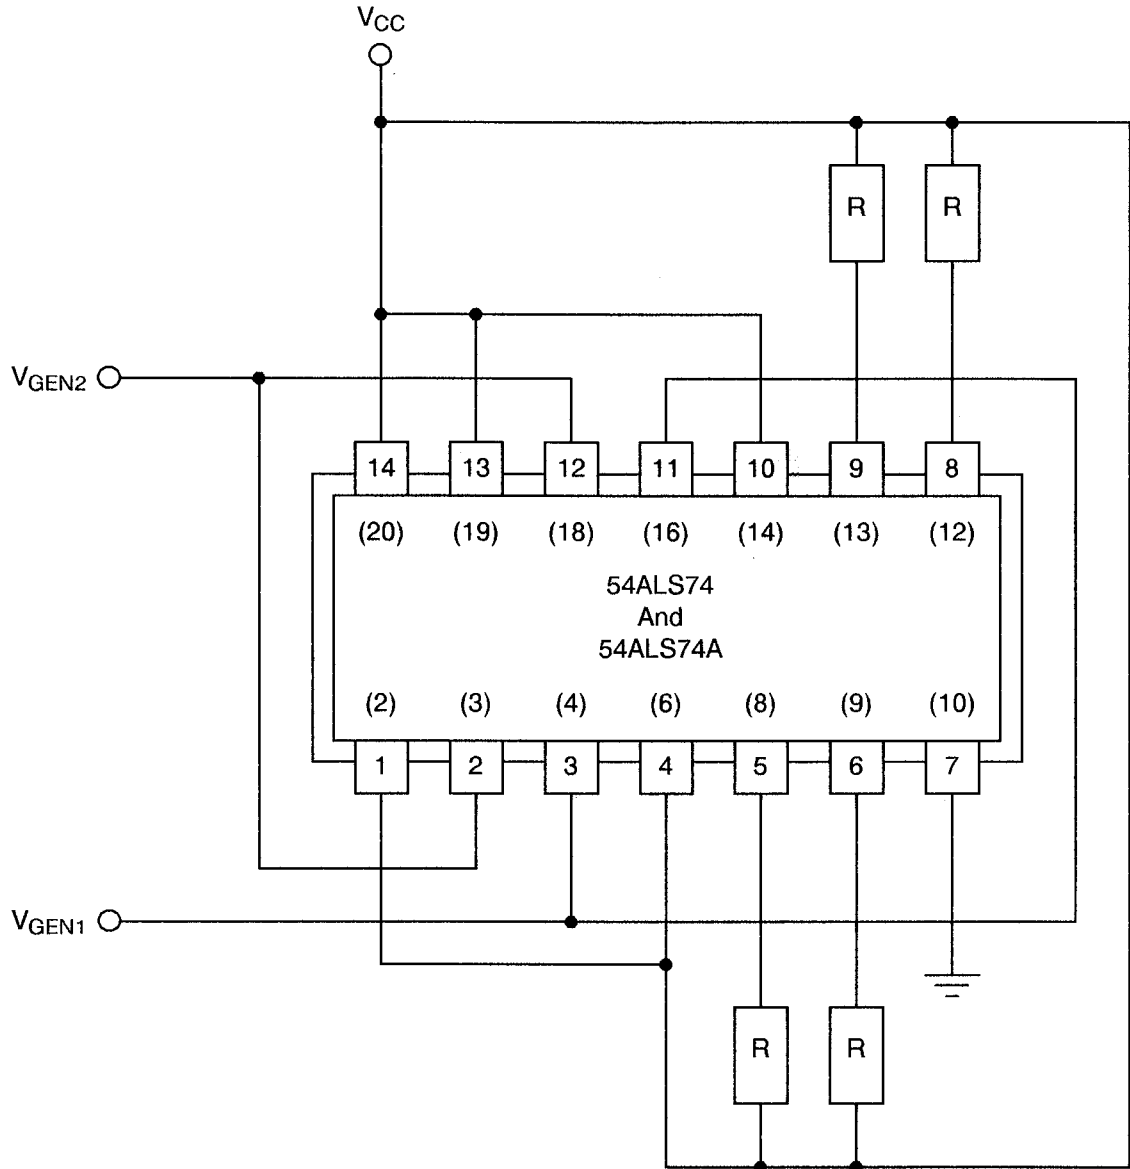 VCC
R R
VGEN2
14 13 12 11 10 9 8
(20) (19) (18) (16) (14) (13) (12)
54ALS74
And
54ALS74A
(2) (3) (4) (6) (8) (9) (10)
1 2 3 4 5 6 7
VGEN1
R R